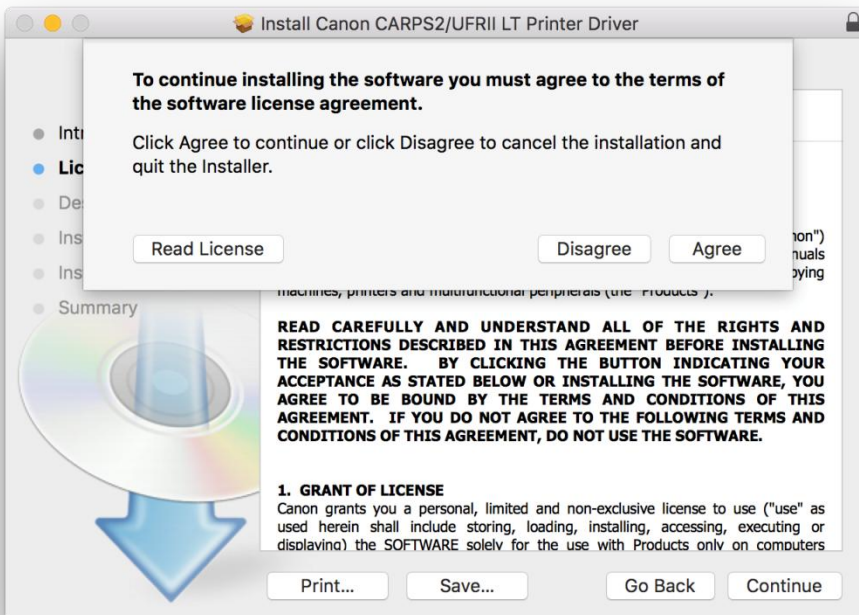 Install Canon CARPS2/UFRII LT Printer Driver
To continue installing the software you must agree to the terms of
the software license agreement.
Click Agree to continue or click Disagree to cancel the installation and
quit the Installer.
Read License
Disagree
Agree
Summary
machines, printers and multifunctional peripherals (the "Products").
READ CAREFULLY AND UNDERSTAND ALL OF THE RIGHTS AND
RESTRICTIONS DESCRIBED IN THIS AGREEMENT BEFORE INSTALLING
THE SOFTWARE. BY CLICKING THE BUTTON INDICATING YOUR
ACCEPTANCE AS STATED BELOW OR INSTALLING THE SOFTWARE, YOU
AGREE TO BE BOUND BY THE TERMS AND CONDITIONS OF THIS
AGREEMENT. IF YOU DO NOT AGREE TO THE FOLLOWING TERMS AND
CONDITIONS OF THIS AGREEMENT, DO NOT USE THE SOFTWARE.
1. GRANT OF LICENSE
Canon grants you a personal, limited and non-exclusive license to use ("use" as
used herein shall include storing, loading, installing, accessing, executing or
displaying) the SOFTWARE solely for the use with Products only on computers
Print...
Save...
Go Back
Continue